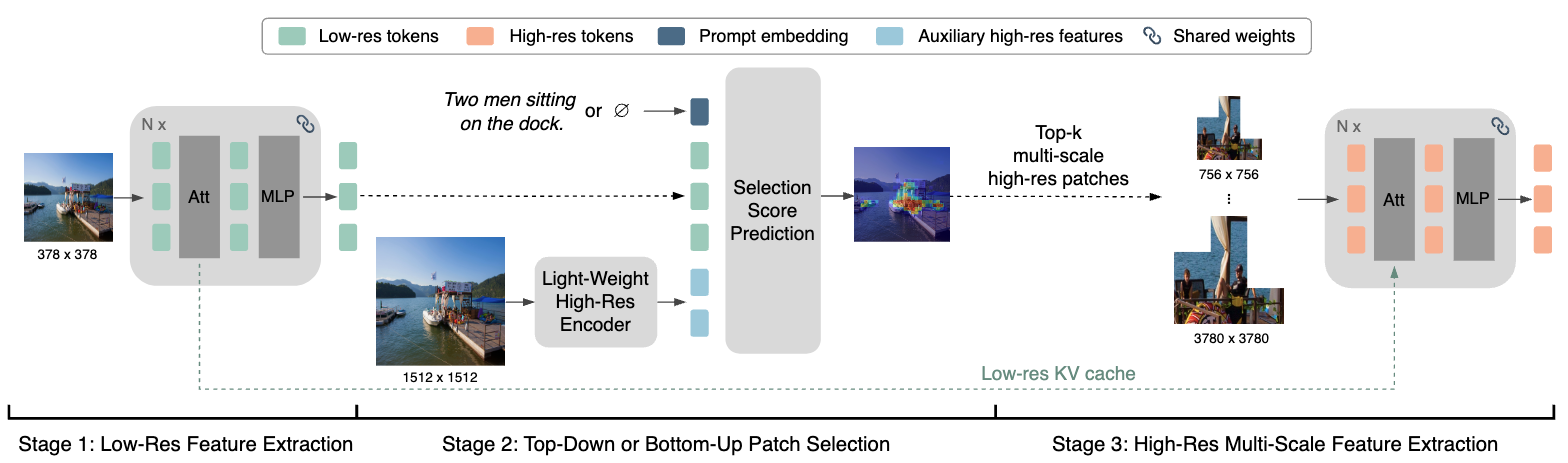 Low-res tokens
High-res tokens
Prompt embedding
Auxiliary high-res features
Shared weights
N x
Att
MLP
378 x 378
Two men sitting
on the dock.
or ∅
1512 x 1512
Light-Weight
High-Res
Encoder
Selection
Score
Prediction
Top-k
multi-scale
high-res patches
756 x 756
⋮
3780 x 3780
N x
Att
MLP
Low-res KV cache
Stage 1: Low-Res Feature Extraction
Stage 2: Top-Down or Bottom-Up Patch Selection
Stage 3: High-Res Multi-Scale Feature Extraction